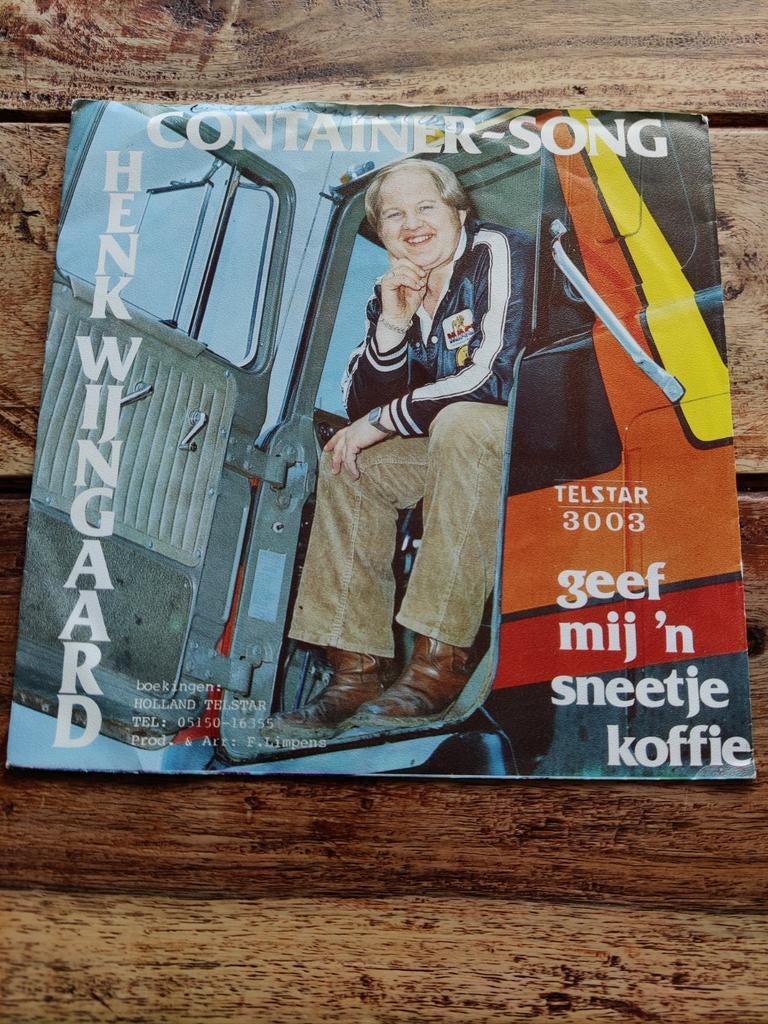 CONTAINER-SONG
HENK WIJNGAARD
TELSTAR
3003
geef
mij 'n
sneetje
koffie
boekingen:
HOLLAND TELSTAR
TEL: 05150-16355
Prod. & Arr: F.Limpens